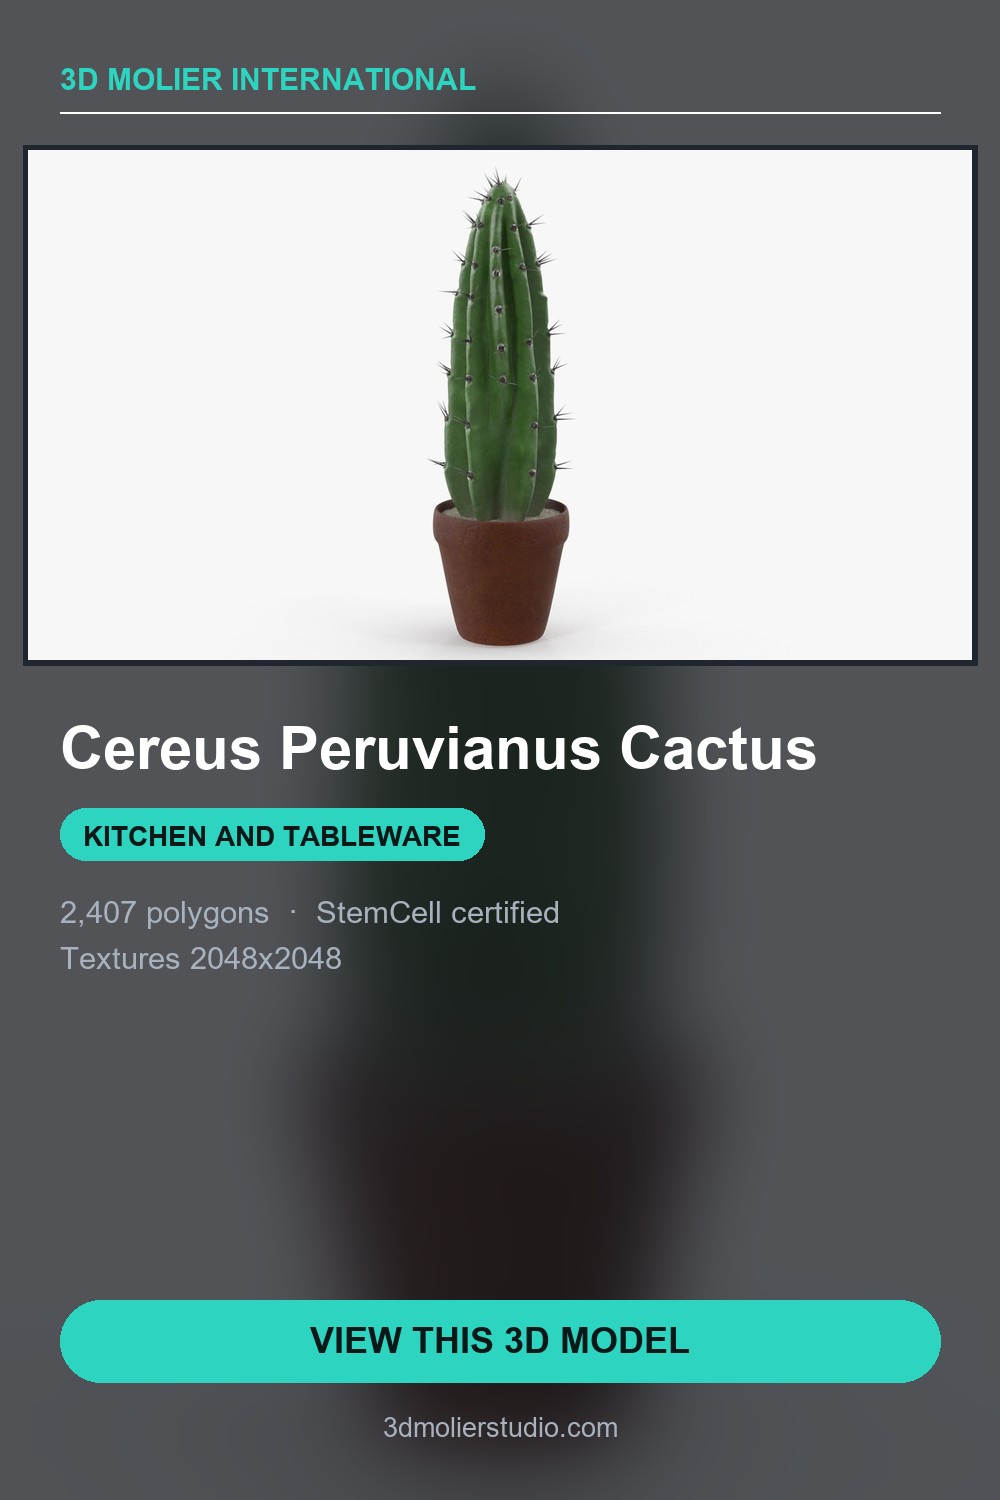 3D MOLIER INTERNATIONAL
Cereus Peruvianus Cactus
KITCHEN AND TABLEWARE
2,407 polygons · StemCell certified
Textures 2048x2048
VIEW THIS 3D MODEL
3dmolierstudio.com